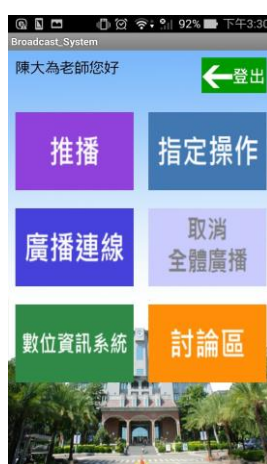 92% 下午3:30
Broadcast_System
陳大為老師您好
登出
推播
指定操作
廣播連線
取消
全體廣播
數位資訊系統
討論區